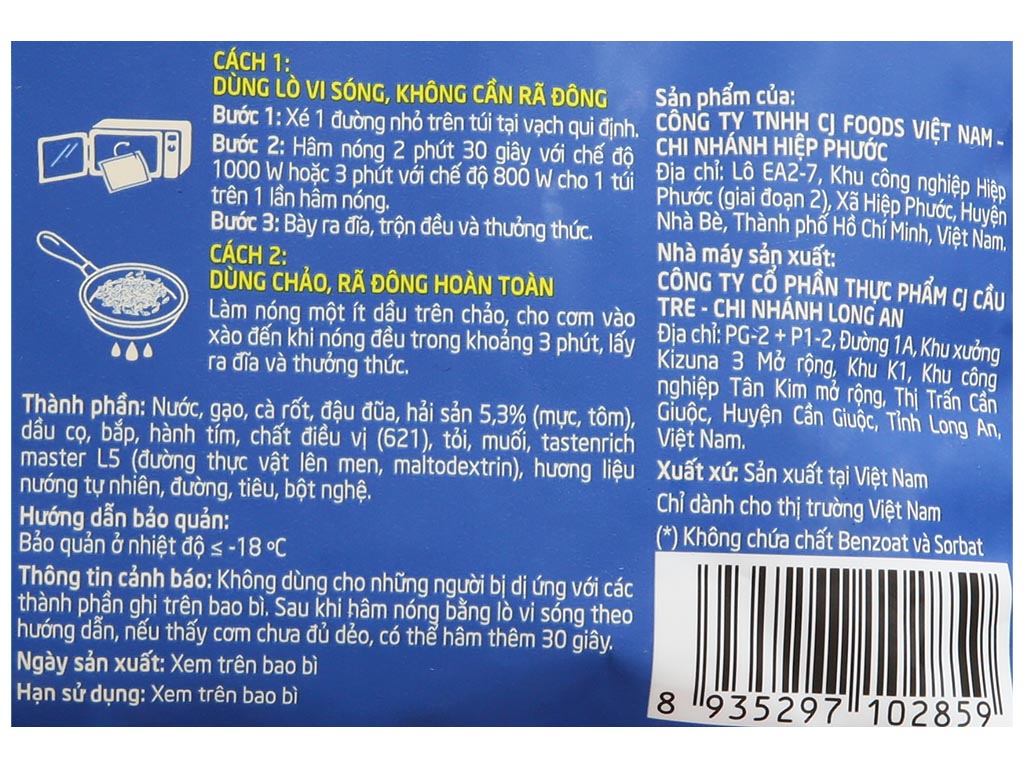 CÁCH 1:
DÙNG LÒ VI SÓNG, KHÔNG CẦN RÃ ĐÔNG
Bước 1: Xé 1 đường nhỏ trên túi tại vạch qui định.
Bước 2: Hâm nóng 2 phút 30 giây với chế độ
1000 W hoặc 3 phút với chế độ 800 W cho 1 túi
trên 1 lần hâm nóng.
Bước 3: Bày ra đĩa, trộn đều và thưởng thức.
CÁCH 2:
DÙNG CHẢO, RÃ ĐÔNG HOÀN TOÀN
Làm nóng một ít dầu trên chảo, cho cơm vào
xào đến khi nóng đều trong khoảng 3 phút, lấy
ra đĩa và thưởng thức.
Thành phần: Nước, gạo, cà rốt, đậu đũa, hải sản 5,3% (mực, tôm),
dầu cọ, bắp, hành tím, chất điều vị (621), tỏi, muối, tastenrich
master L5 (đường thực vật lên men, maltodextrin), hương liệu
nướng tự nhiên, đường, tiêu, bột nghệ.
Hướng dẫn bảo quản:
Bảo quản ở nhiệt độ ≤ -18 ºC
Thông tin cảnh báo: Không dùng cho những người bị dị ứng với các
thành phần ghi trên bao bì. Sau khi hâm nóng bằng lò vi sóng theo
hướng dẫn, nếu thấy cơm chưa đủ dẻo, có thể hâm thêm 30 giây.
Ngày sản xuất: Xem trên bao bì
Hạn sử dụng: Xem trên bao bì
Sản phẩm của:
CÔNG TY TNHH CJ FOODS VIỆT NAM -
CHI NHÁNH HIỆP PHƯỚC
Địa chỉ: Lô EA2-7, Khu công nghiệp Hiệp
Phước (giai đoạn 2), Xã Hiệp Phước, Huyện
Nhà Bè, Thành phố Hồ Chí Minh, Việt Nam.
Nhà máy sản xuất:
CÔNG TY CỔ PHẦN THỰC PHẨM CJ CẦU
TRE - CHI NHÁNH LONG AN
Địa chỉ: PG-2 + P1-2, Đường 1A, Khu xưởng
Kizuna 3 Mở rộng, Khu K1, Khu công
nghiệp Tân Kim mở rộng, Thị Trấn Cần
Giuộc, Huyện Cần Giuộc, Tỉnh Long An,
Việt Nam.
Xuất xứ: Sản xuất tại Việt Nam
Chỉ dành cho thị trường Việt Nam
(*) Không chứa chất Benzoat và Sorbat
8 935297 102859